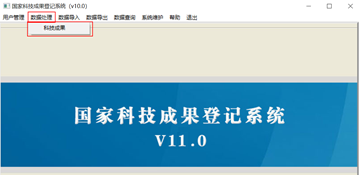 国家科技成果登记系统 (v10.0)
用户管理 数据处理 数据导入 数据导出 数据查询 系统维护 帮助 退出
科技成果
国家科技成果登记系统
V11.0